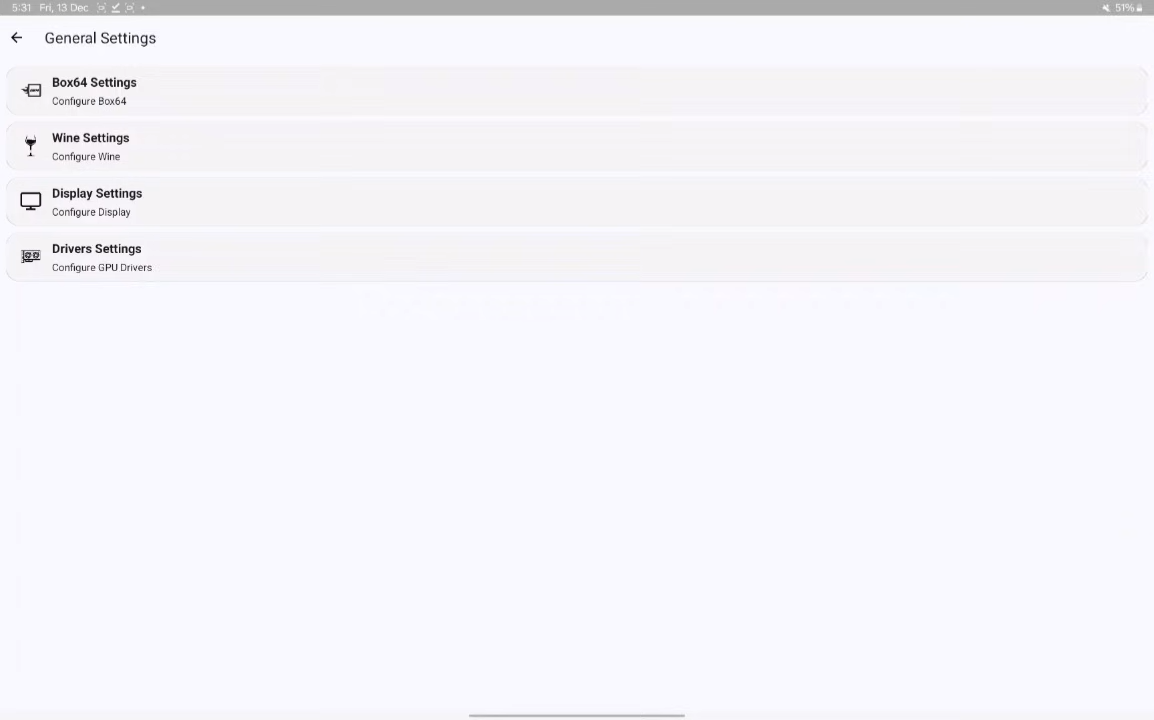 5:31 Fri, 13 Dec
51%
General Settings
Box64 Settings
Configure Box64
Wine Settings
Configure Wine
Display Settings
Configure Display
Drivers Settings
Configure GPU Drivers